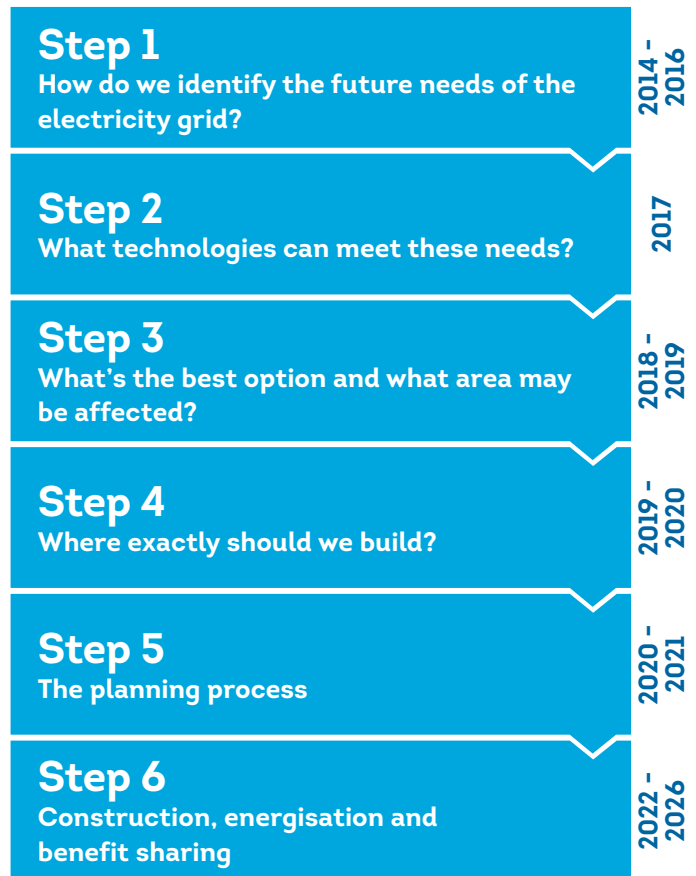 Step 1
How do we identify the future needs of the
electricity grid?
2014 -
2016
Step 2
What technologies can meet these needs?
2017
Step 3
What's the best option and what area may
be affected?
2018 -
2019
Step 4
Where exactly should we build?
2019 -
2020
Step 5
The planning process
2020 -
2021
Step 6
Construction, energisation and
benefit sharing
2022 -
2026